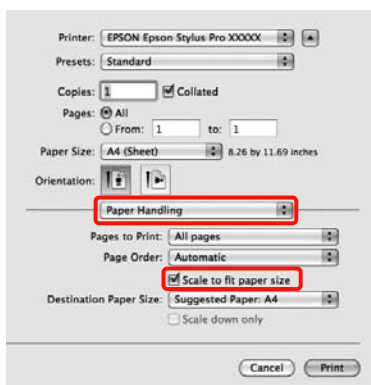 Printer: EPSON Epson Stylus Pro XXXXX
Presets: Standard
Copies: 1 Collated
Pages: All
From: 1 to: 1
Paper Size: A4 (Sheet) 8.26 by 11.69 inches
Orientation:
Paper Handling
Pages to Print: All pages
Page Order: Automatic
Scale to fit paper size
Destination Paper Size: Suggested Paper: A4
Scale down only
Cancel Print